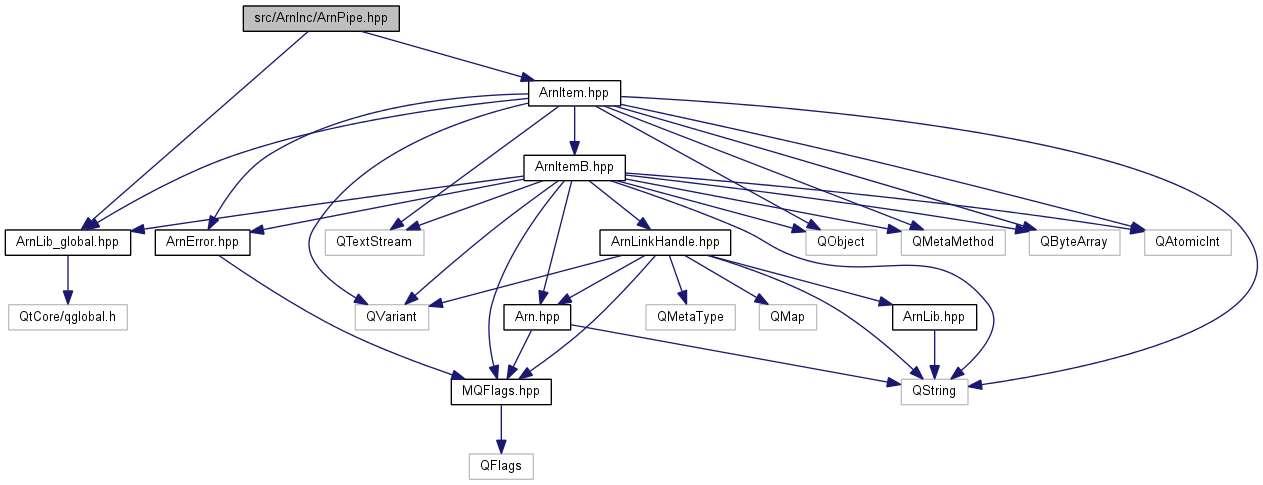 src/ArnInc/ArnPipe.hpp
ArnItem.hpp
ArnItemB.hpp
ArnLib_global.hpp
ArnError.hpp
QTextStream
ArnLinkHandle.hpp
QObject
QMetaMethod
QByteArray
QAtomicInt
QtCore/qglobal.h
QVariant
Arn.hpp
QMetaType
QMap
ArnLib.hpp
MQFlags.hpp
QString
QFlags